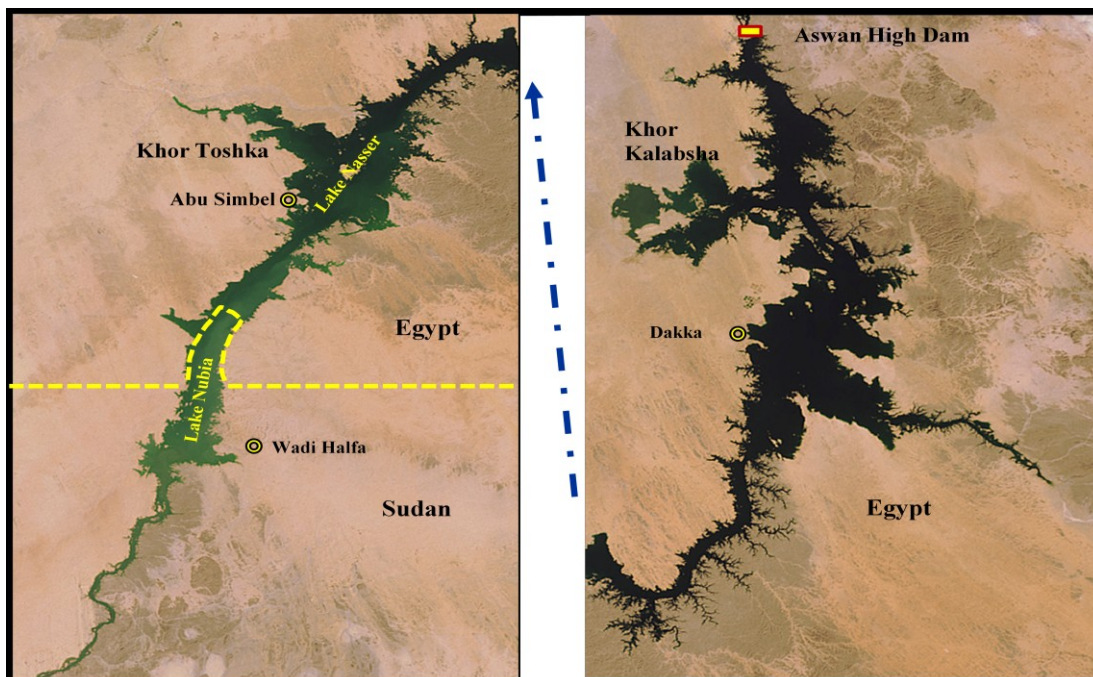 Khor Toshka
Abu Simbel
Lake Nasser
Egypt
Lake Nubia
Wadi Halfa
Sudan
Aswan High Dam
Khor
Kalabsha
Dakka
Egypt